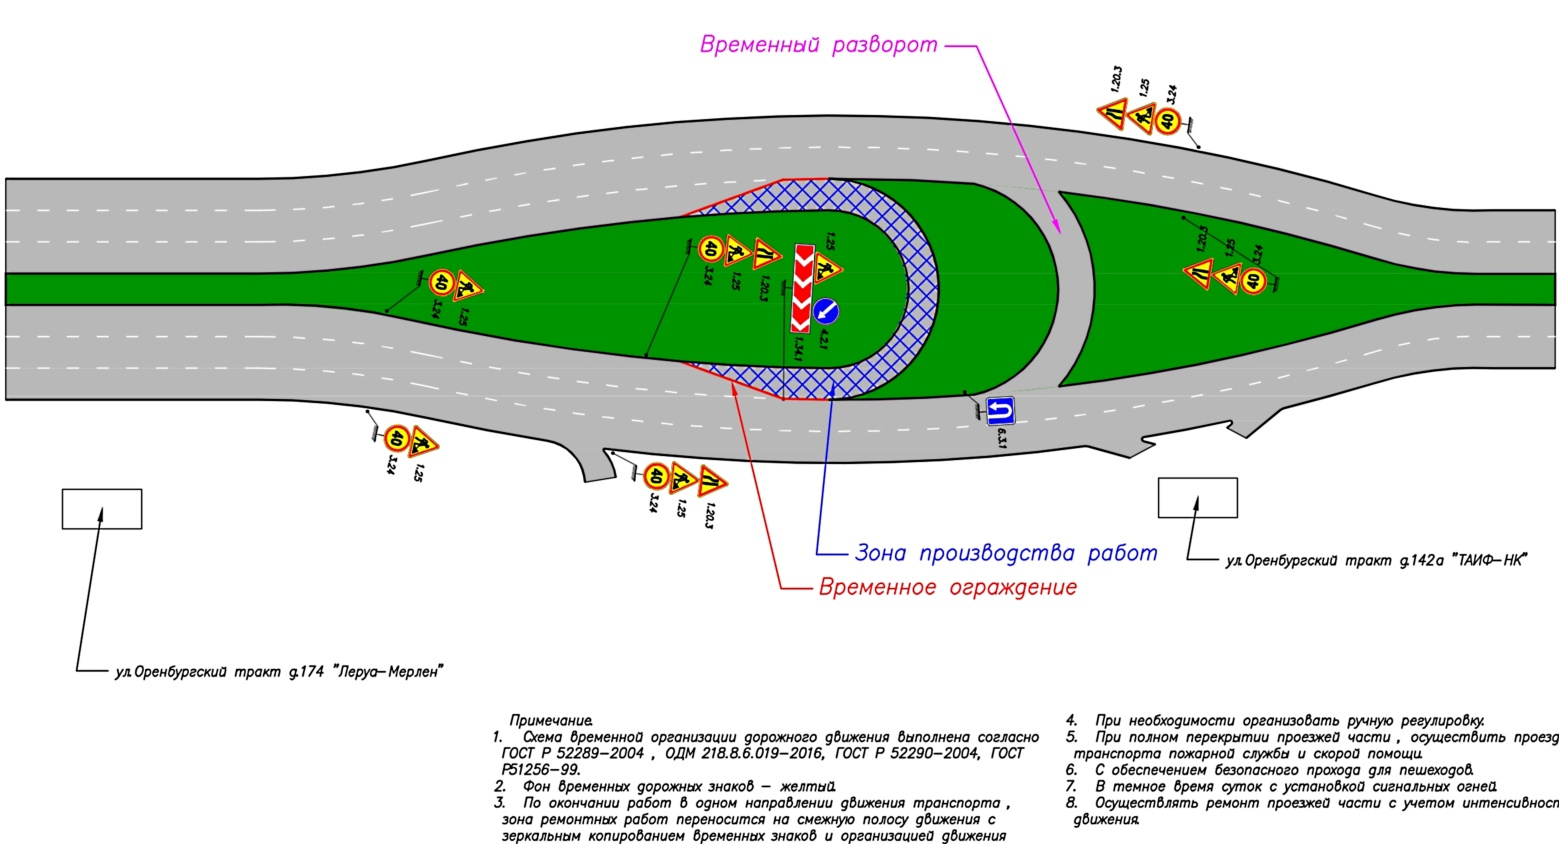 Временный разворот
1.20.3
1.25
3.24
40
40
3.24
1.25
1.20.3
1.25
1.34.1
4.2.1
40
3.24
1.25
1.20.3
1.25
3.24
40
40
3.24
1.25
40
3.24
1.25
1.20.3
6.3.1
Зона производства работ
Временное ограждение
ул.Оренбургский тракт д.142а "ТАИФ-НК"
ул.Оренбургский тракт д.174 "Леруа-Мерлен"
Примечание.
1. Схема временной организации дорожного движения выполнена согласно
ГОСТ Р 52289-2004 , ОДМ 218.8.6.019-2016, ГОСТ Р 52290-2004, ГОСТ
Р51256-99.
2. Фон временных дорожных знаков - желтый.
3. По окончании работ в одном направлении движения транспорта ,
зона ремонтных работ переносится на смежную полосу движения с
зеркальным копированием временных знаков и организацией движения
4. При необходимости организовать ручную регулировку.
5. При полном перекрытии проезжей части , осуществить проезд
транспорта пожарной службы и скорой помощи.
6. С обеспечением безопасного прохода для пешеходов.
7. В темное время суток с установкой сигнальных огней.
8. Осуществлять ремонт проезжей части с учетом интенсивнос
движения.